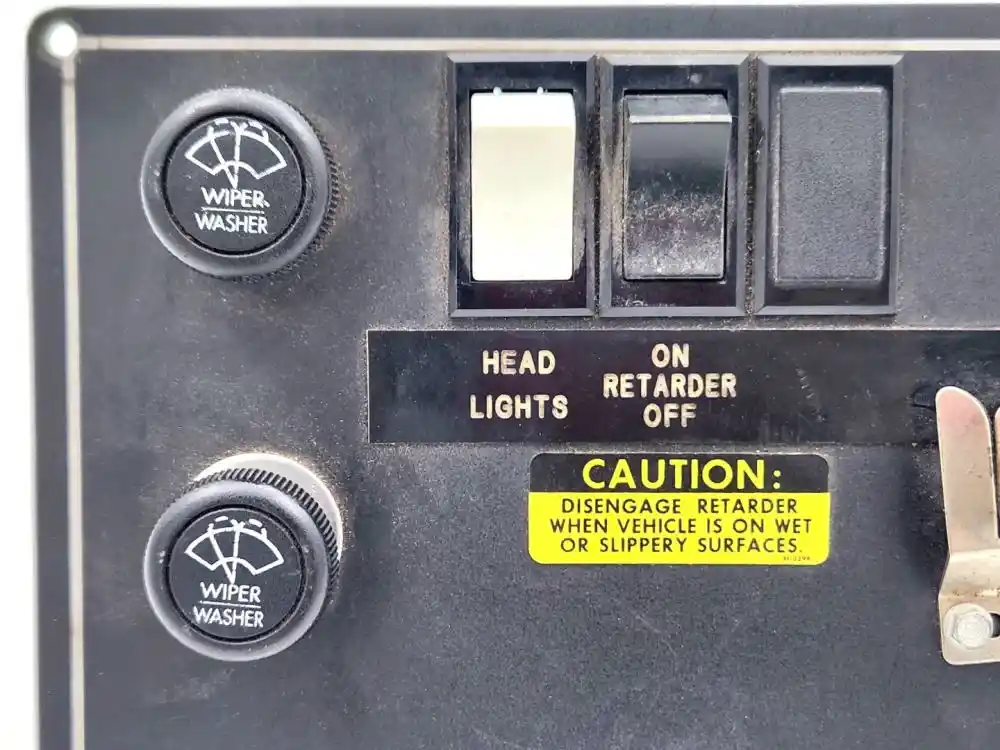 WIPER
WASHER
HEAD
LIGHTS
ON
RETARDER
OFF
CAUTION:
DISENGAGE RETARDER
WHEN VEHICLE IS ON WET
OR SLIPPERY SURFACES.
WIPER
WASHER